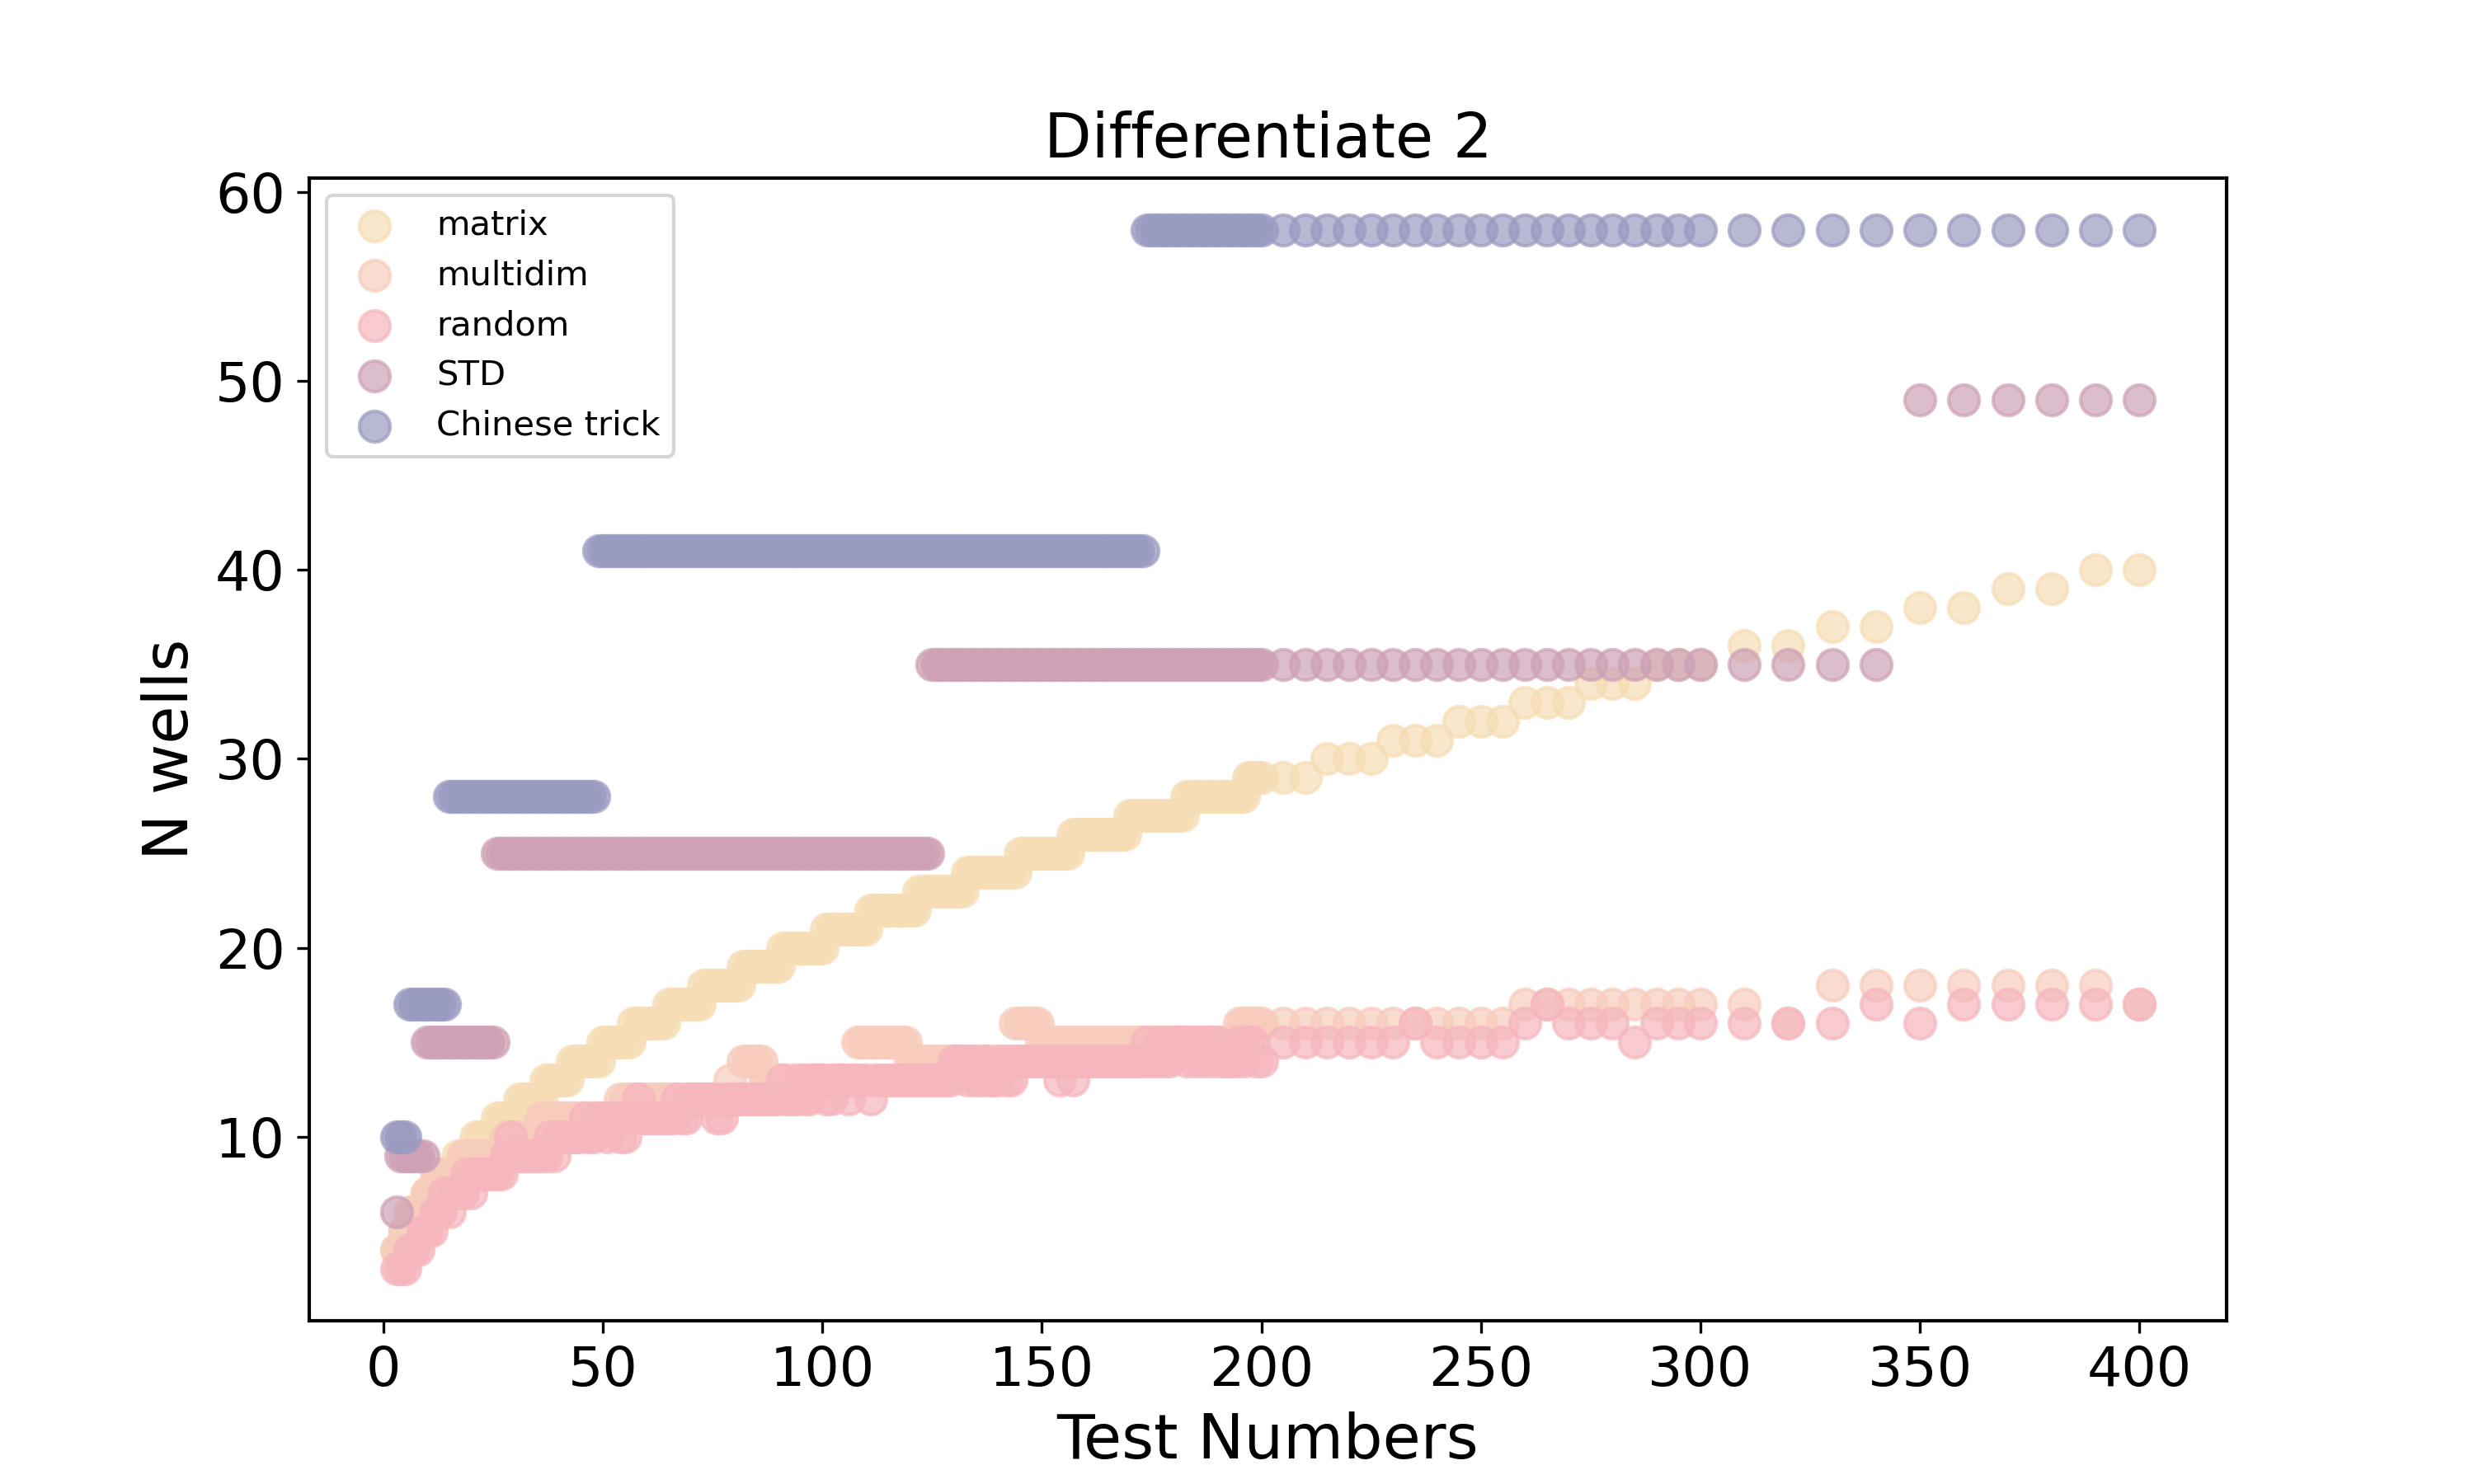 Differentiate 2
60
50
40
30
20
10
N wells
matrix
multidim
random
STD
Chinese trick
0 50 100 150 200 250 300 350 400
Test Numbers